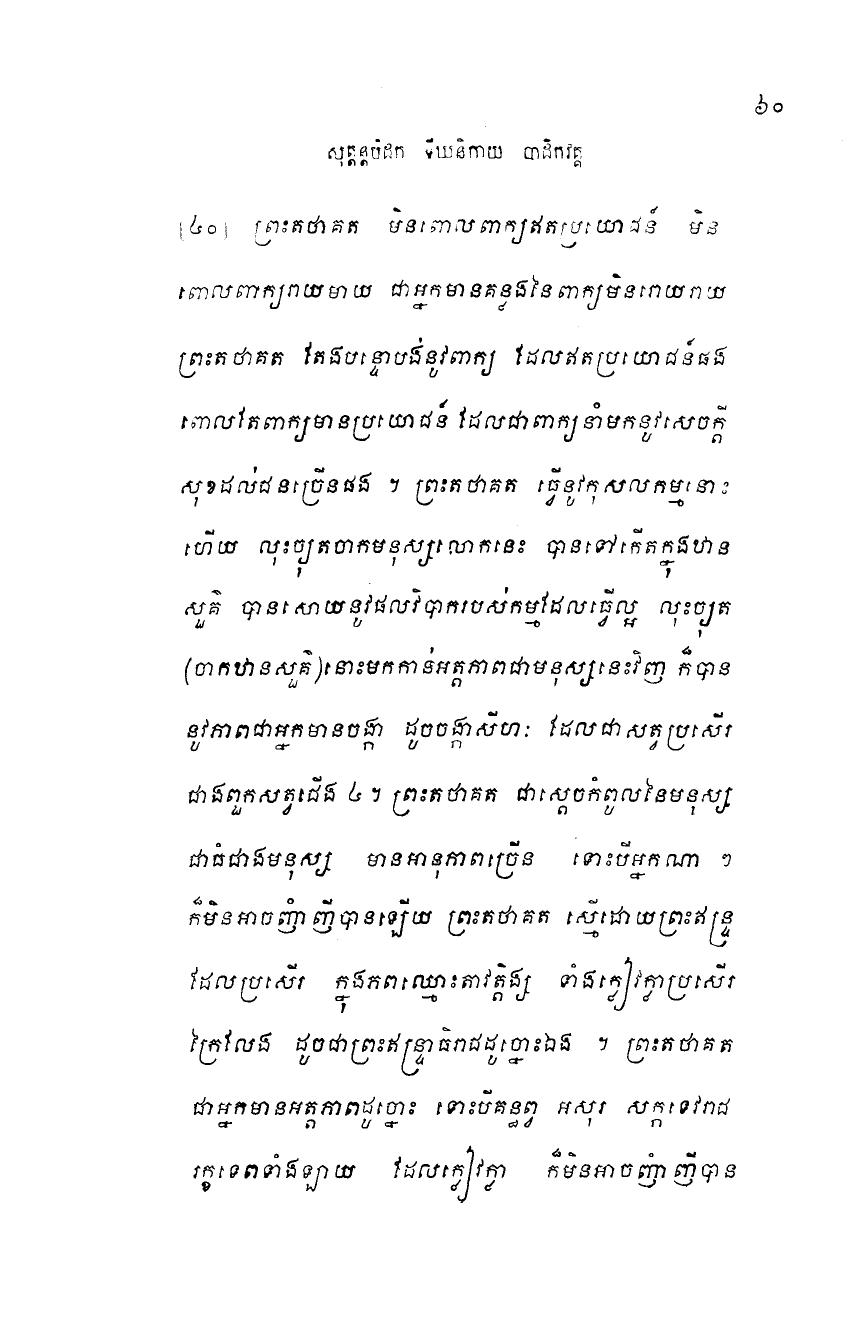 ៦០
សុត្តន្តបិដក ទីឃនិកាយ បាដិកវគ្គ
[៤០] ព្រះតថាគត មិនពោលពាក្យឥតប្រយោជន៍ មិន
ពោលពាក្យរាយមាយ ជាអ្នកមានគន្លងនៃពាក្យមិនរោយរាយ
ព្រះតថាគត តែងបន្ទោបង់នូវពាក្យ ដែលឥតប្រយោជន៍ផង
ពោលតែពាក្យមានប្រយោជន៍ ដែលជាពាក្យនាំមកនូវសេចក្តី
សុខដល់ជនច្រើនផង ។ ព្រះតថាគត ធ្វើនូវកុសលកម្មនោះ
ហើយ លុះច្យុតចាកមនុស្សលោកនេះ បានទៅកើតក្នុងឋាន
សួគ៌ បានសោយនូវផលវិបាករបស់កម្មដែលធ្វើល្អ លុះច្យុត
(ចាកឋានសួគ៌)នោះមកកាន់អត្តភាពជាមនុស្សនេះវិញ ក៏បាន
នូវភាពជាអ្នកមានចង្កា ដូចចង្កាសីហៈ ដែលជាសត្វប្រសើរ
ជាងពួកសត្វជើង ៤ ។ ព្រះតថាគត ជាស្តេចកំពូលនៃមនុស្ស
ជាធំជាងមនុស្ស មានអានុភាពច្រើន ទោះបីអ្នកណា ៗ
ក៏មិនអាចញុំាញីបានឡើយ ព្រះតថាគត ស្មើដោយព្រះឥន្ទ្រ
ដែលប្រសើរ ក្នុងភពឈ្មោះតាវត្តិង្ស ទាំងក្លៀវក្លាប្រសើរ
ក្រៃលែង ដូចជាព្រះឥន្ទ្រាធិរាជដូច្នោះឯង ។ ព្រះតថាគត
ជាអ្នកមានអត្តភាពដូច្នោះ ទោះបីគន្ធព្វ អសុរ សក្កទេវរាជ
រក្ខទេពទាំងឡាយ ដែលក្លៀវក្លា ក៏មិនអាចញុំាញីបាន